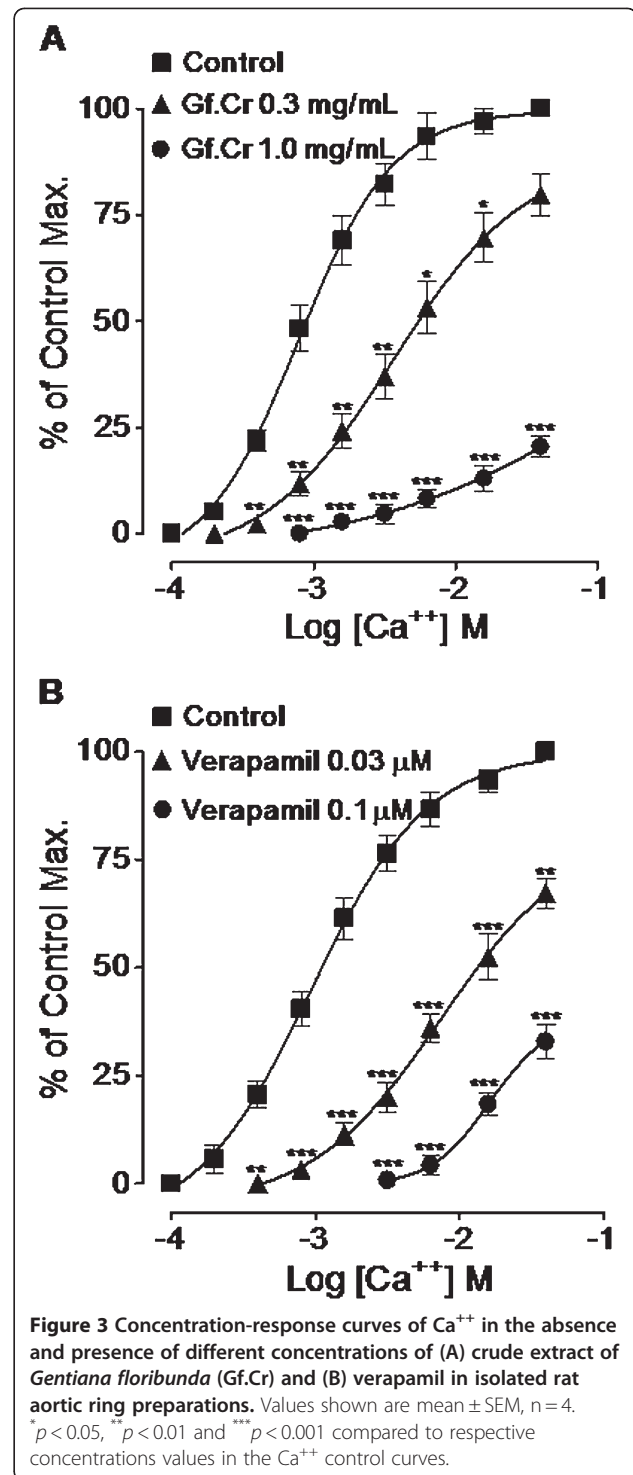 A
Control
Gf.Cr 0.3 mg/mL
Gf.Cr 1.0 mg/mL
100
75
50
25
0
% of Control Max.
* * ** ** ** ** *** *** *** *** *** ***
-4 -3 -2 -1
Log [Ca⁺⁺] M
B
Control
Verapamil 0.03 µM
Verapamil 0.1 µM
100
75
50
25
0
% of Control Max.
** *** *** *** *** *** ** *** *** *** ***
-4 -3 -2 -1
Log [Ca⁺⁺] M
Figure 3 Concentration-response curves of Ca⁺⁺ in the absence
and presence of different concentrations of (A) crude extract of
Gentiana floribunda (Gf.Cr) and (B) verapamil in isolated rat
aortic ring preparations. Values shown are mean ± SEM, n = 4.
*p < 0.05, **p < 0.01 and ***p < 0.001 compared to respective
concentrations values in the Ca⁺⁺ control curves.